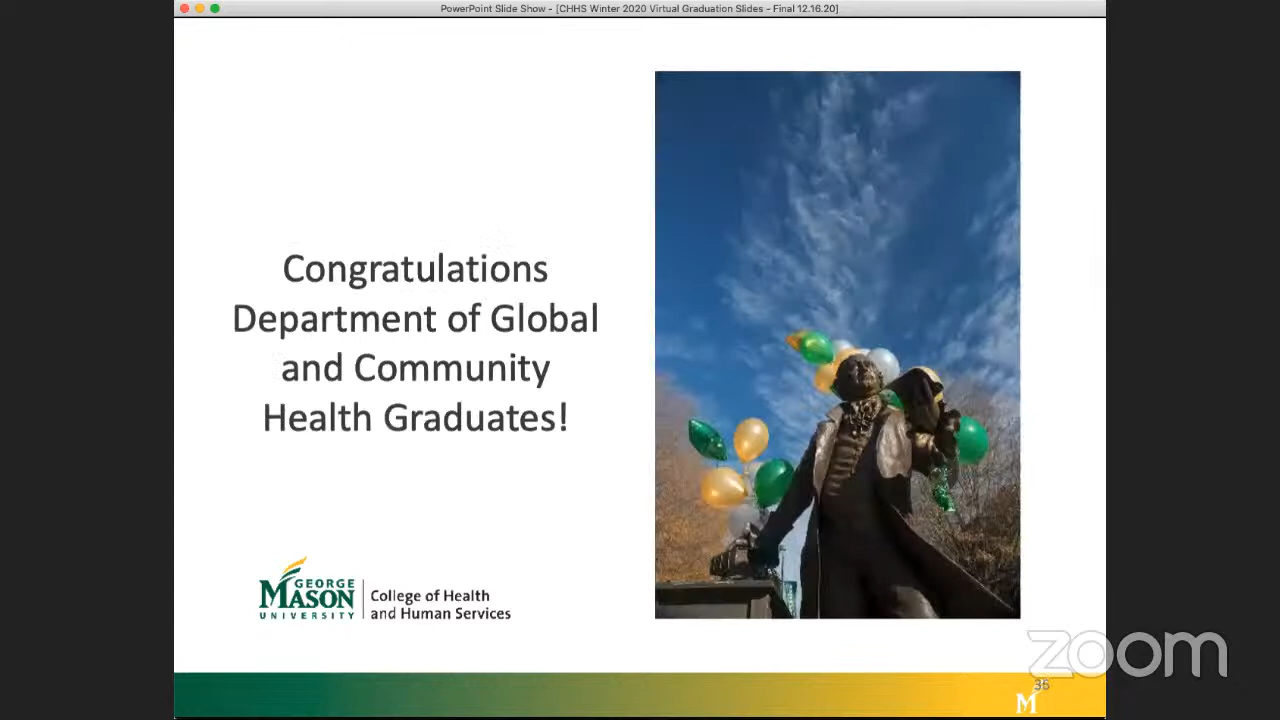 PowerPoint Slide Show - [CHHS Winter 2020 Virtual Graduation Slides - Final 12.16.20]
Congratulations
Department of Global
and Community
Health Graduates!
GEORGE
MASON
UNIVERSITY
College of Health
and Human Services
zoom
36
M